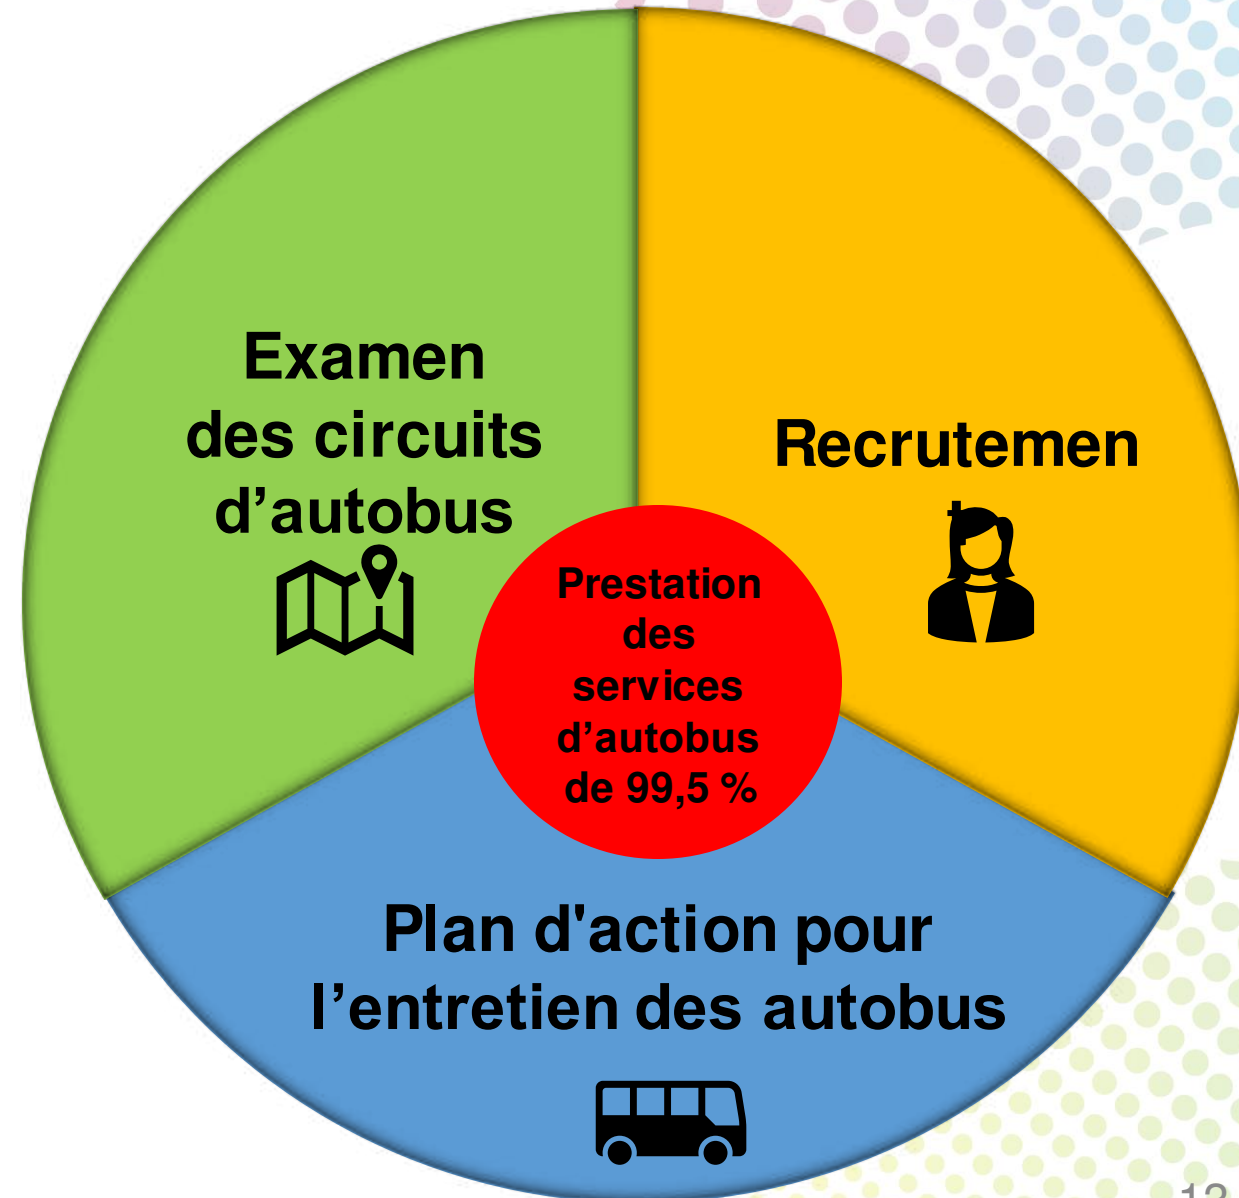 Examen
des circuits
d’autobus
Recrutemen
Prestation
des
services
d’autobus
de 99,5 %
Plan d'action pour
l’entretien des autobus